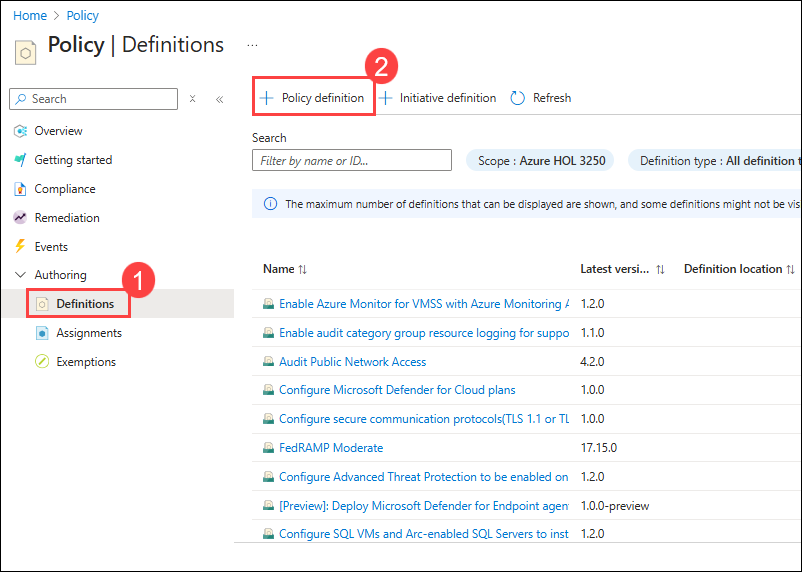 Home > Policy
Policy | Definitions ...
2
Search
Policy definition
Initiative definition
Refresh
Overview
Getting started
Compliance
Remediation
Events
Authoring
1
Definitions
Assignments
Exemptions
Search
Filter by name or ID...
Scope : Azure HOL 3250
Definition type : All definition t
The maximum number of definitions that can be displayed are shown, and some definitions might not be vis
Name Latest versi... Definition location
Enable Azure Monitor for VMSS with Azure Monitoring A 1.2.0
Enable audit category group resource logging for suppo 1.1.0
Audit Public Network Access 4.2.0
Configure Microsoft Defender for Cloud plans 1.0.0
Configure secure communication protocols(TLS 1.1 or TL 1.0.0
FedRAMP Moderate 17.15.0
Configure Advanced Threat Protection to be enabled on 1.2.0
[Preview]: Deploy Microsoft Defender for Endpoint agen 1.0.0-preview
Configure SQL VMs and Arc-enabled SQL Servers to inst 1.2.0